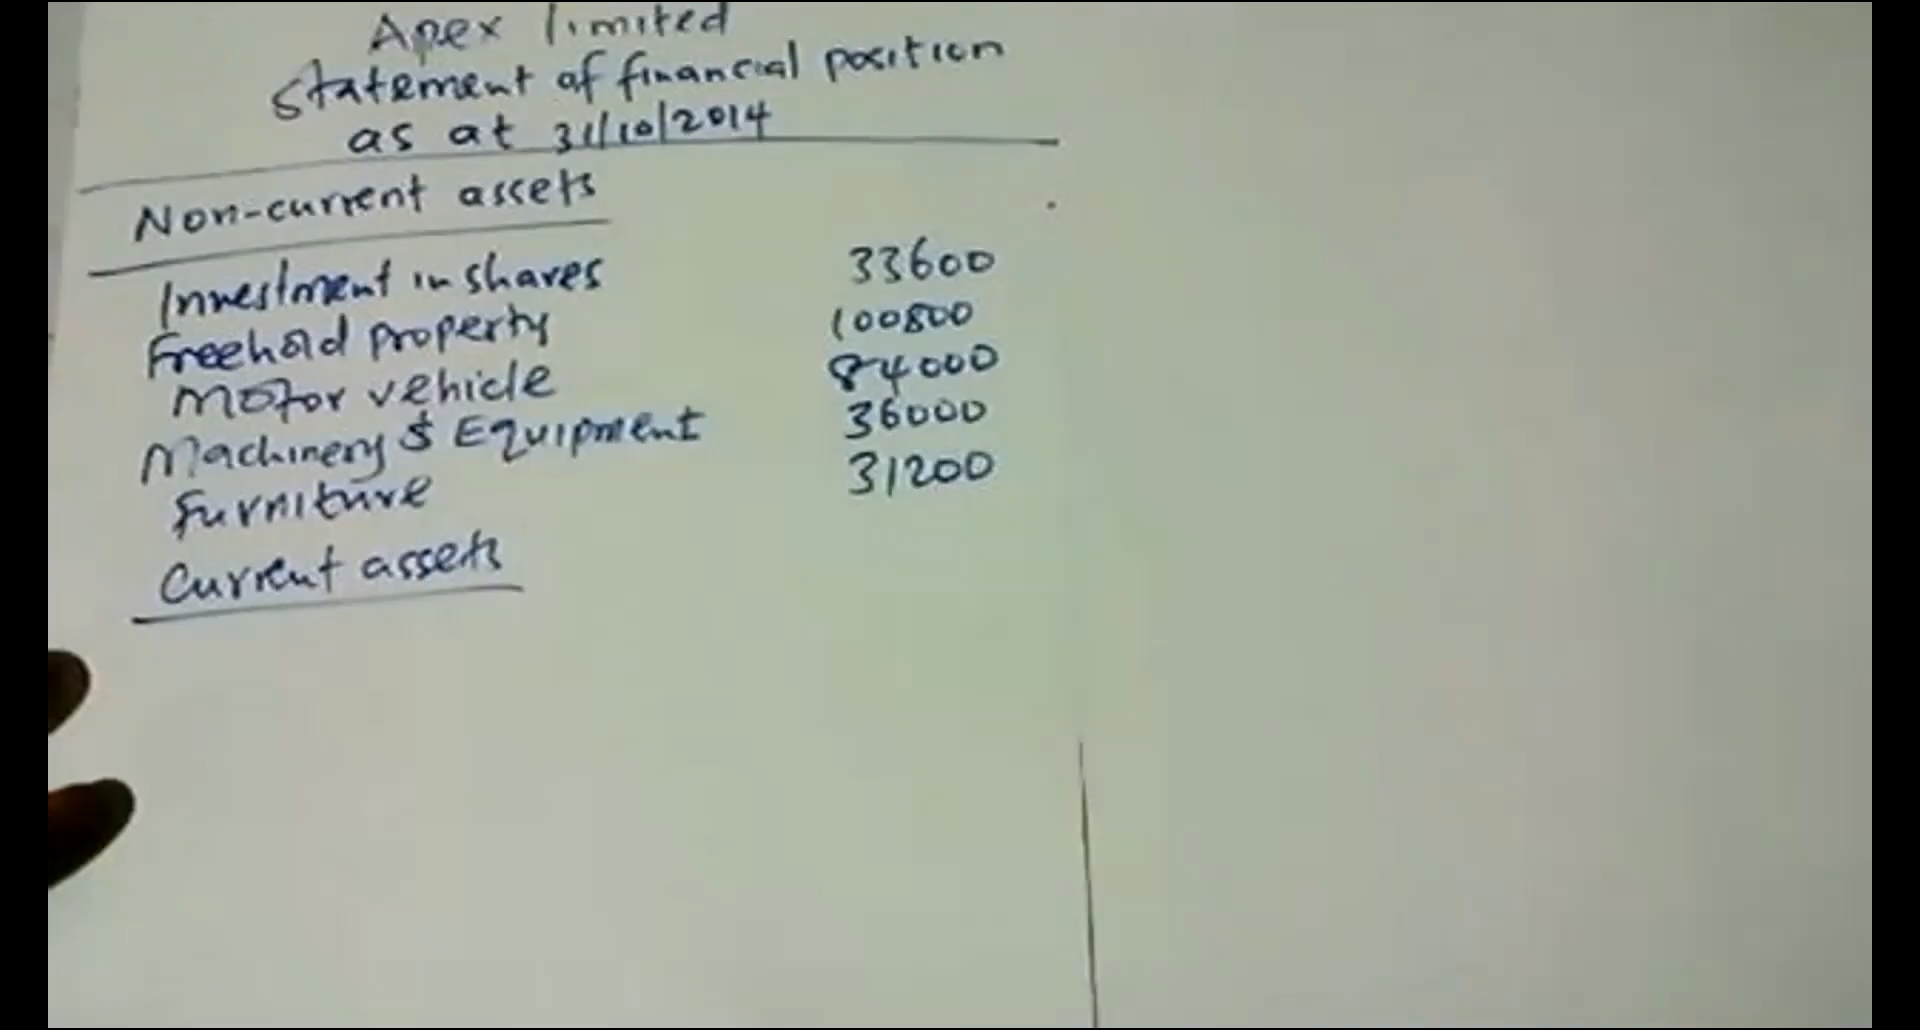 Apex limited
Statement of financial position
as at 31/10/2014
Non-current assets
Investment in shares 33600
Freehold property 100800
Motor vehicle 84000
Machinery & Equipment 36000
Furniture 31200
Current assets